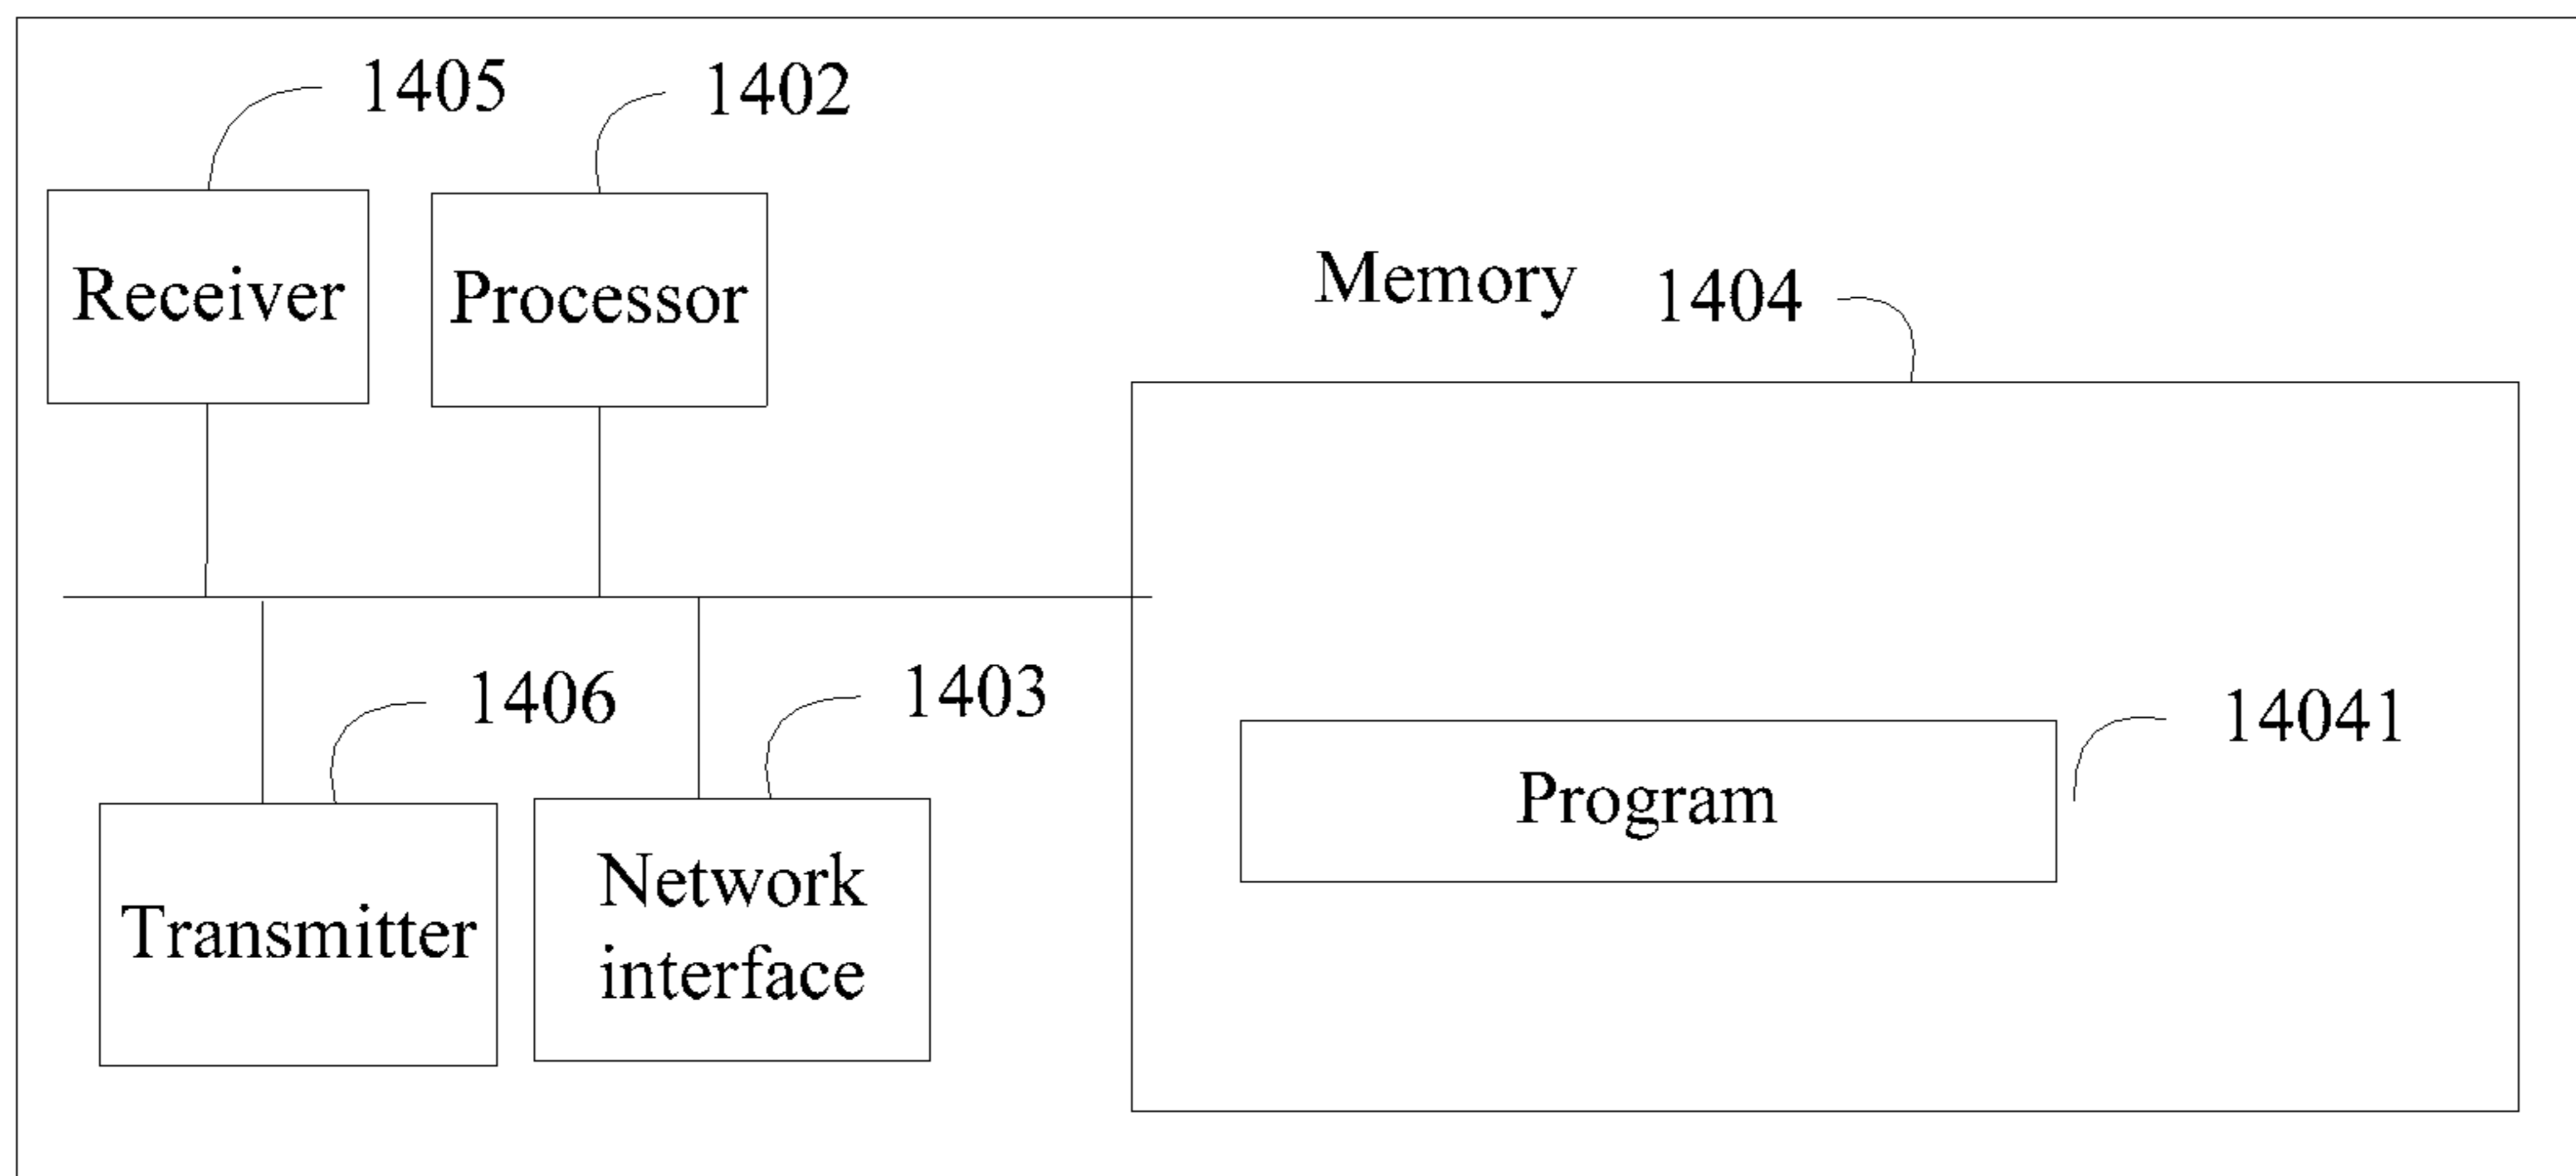 1405
1402
Receiver
Processor
Memory 1404
1406
1403
14041
Transmitter
Network
interface
Program